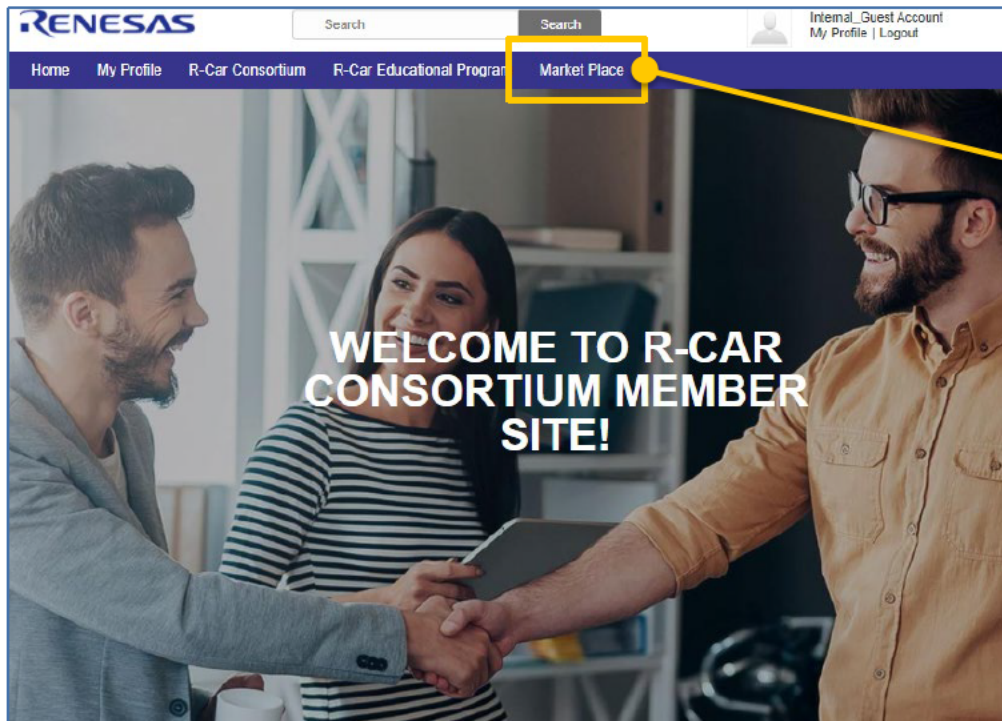 RENESAS
Search
Search
Internal_Guest Account
My Profile | Logout
Home My Profile R-Car Consortium R-Car Educational Program Market Place
WELCOME TO R-CAR
CONSORTIUM MEMBER
SITE!